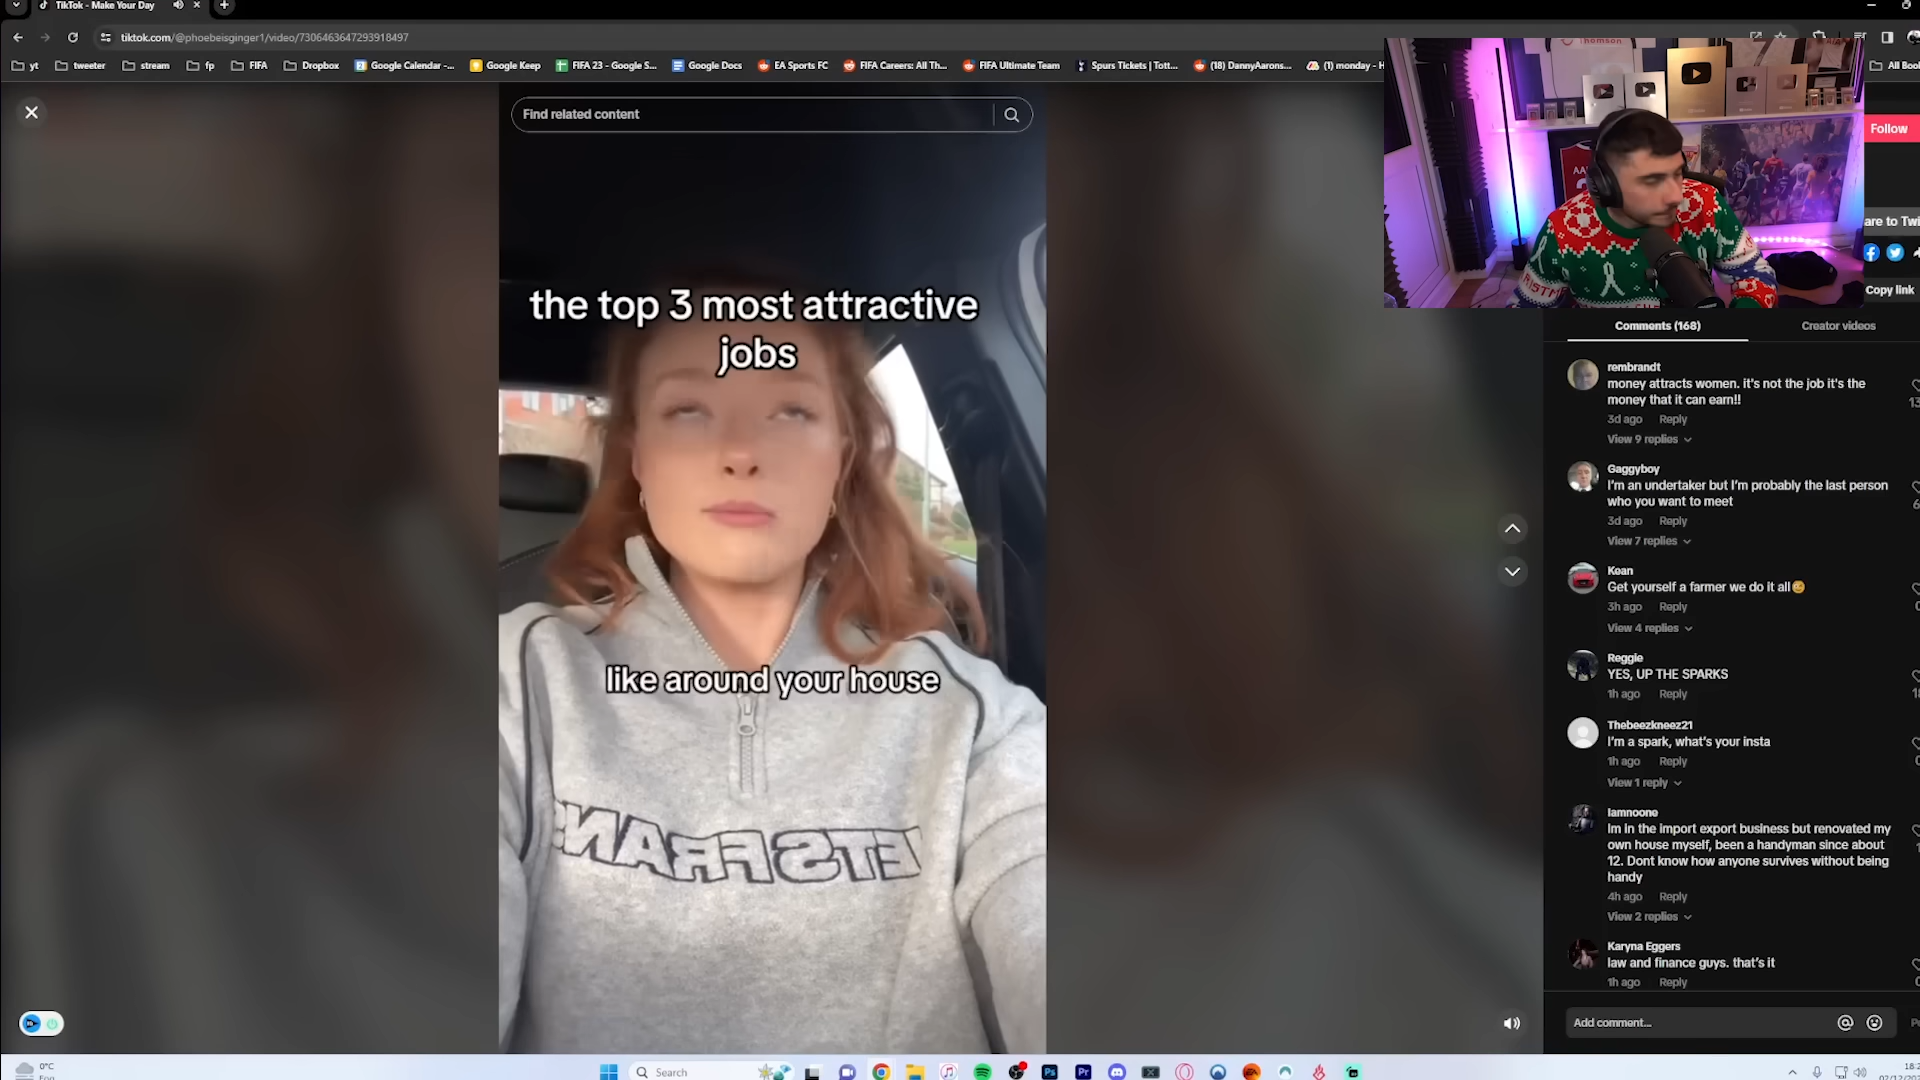 TikTok - Make Your Day
tiktok.com/@phoebeisginger1/video/7306463647293918497
yt
tweeter
stream
fp
FIFA
Dropbox
Google Calendar -...
Google Keep
FIFA 23 - Google S...
Google Docs
EA Sports FC
FIFA Careers: All Th...
FIFA Ultimate Team
Spurs Tickets | Tott...
(18) DannyAarons...
(1) monday - H
All Boo
Find related content
Follow
the top 3 most attractive
jobs
like around your house
ETSFRAN
are to Twi
Copy link
Comments (168)
Creator videos
rembrandt
money attracts women. it's not the job it's the
money that it can earn!!
3d ago Reply
View 9 replies
Gaggyboy
I'm an undertaker but I'm probably the last person
who you want to meet
3d ago Reply
View 7 replies
Kean
Get yourself a farmer we do it all
3h ago Reply
View 4 replies
Reggie
YES, UP THE SPARKS
1h ago Reply
Thebeezkneez21
I'm a spark, what's your insta
1h ago Reply
View 1 reply
Iamnoone
Im in the import export business but renovated my
own house myself, been a handyman since about
12. Dont know how anyone survives without being
handy
4h ago Reply
View 2 replies
Karyna Eggers
law and finance guys. that's it
1h ago Reply
Add comment...
0°C
Search